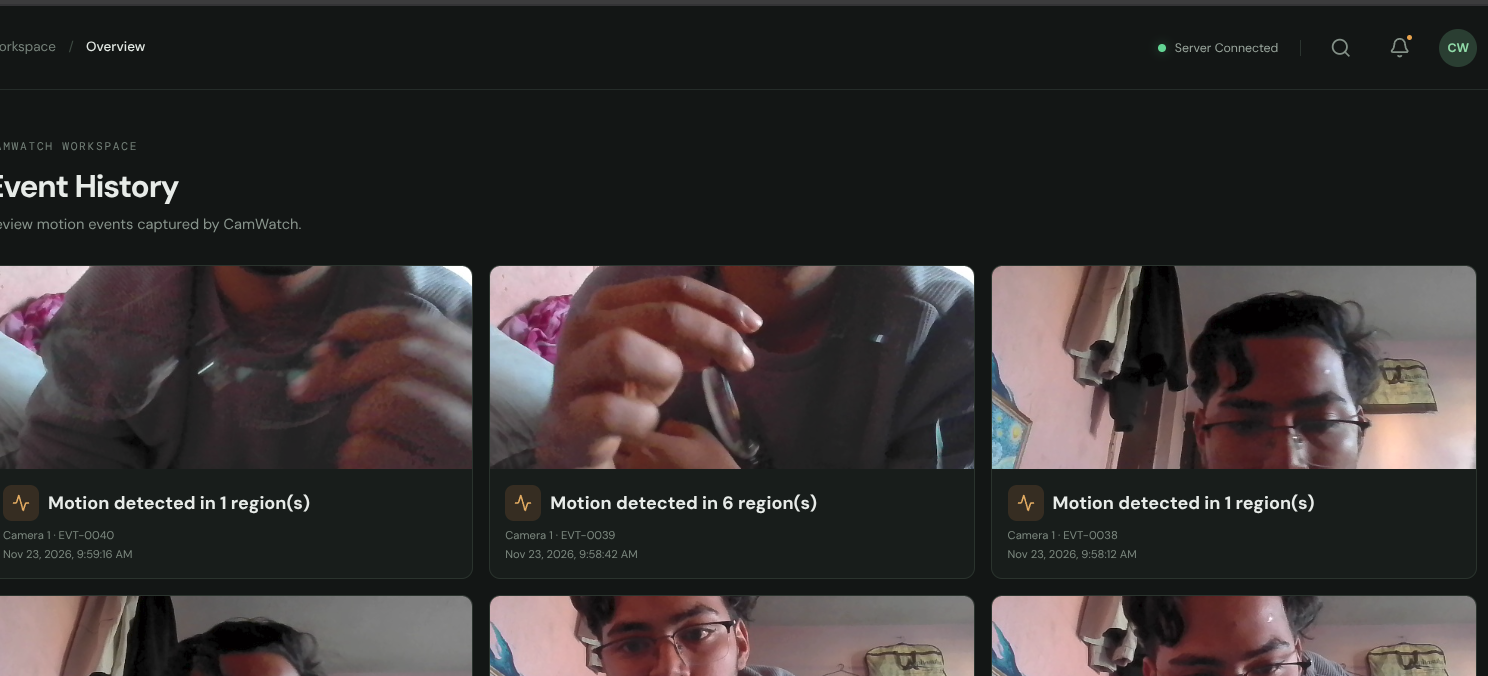 orkspace / Overview
Server Connected
CW
AMWATCH WORKSPACE
Event History
eview motion events captured by CamWatch.
Motion detected in 1 region(s)
Camera 1 · EVT-0040
Nov 23, 2026, 9:59:16 AM
Motion detected in 6 region(s)
Camera 1 · EVT-0039
Nov 23, 2026, 9:58:42 AM
Motion detected in 1 region(s)
Camera 1 · EVT-0038
Nov 23, 2026, 9:58:12 AM